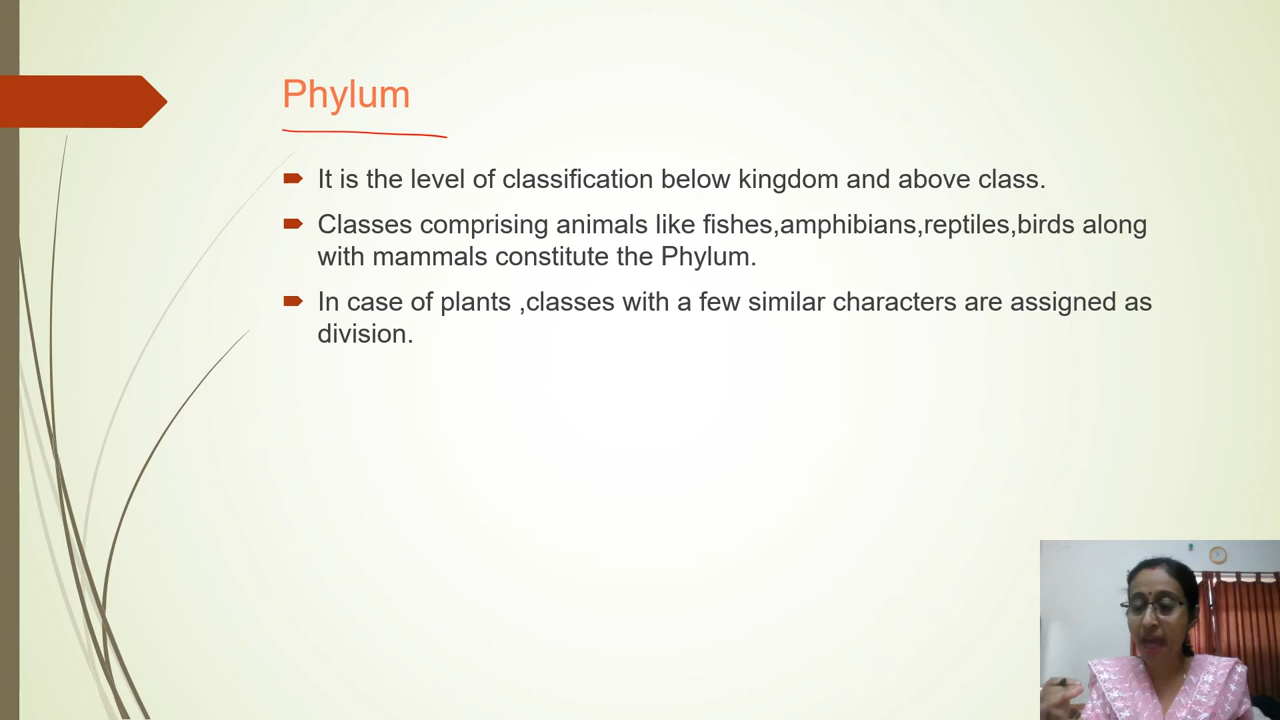 Phylum
It is the level of classification below kingdom and above class.
Classes comprising animals like fishes,amphibians,reptiles,birds along
with mammals constitute the Phylum.
In case of plants ,classes with a few similar characters are assigned as
division.